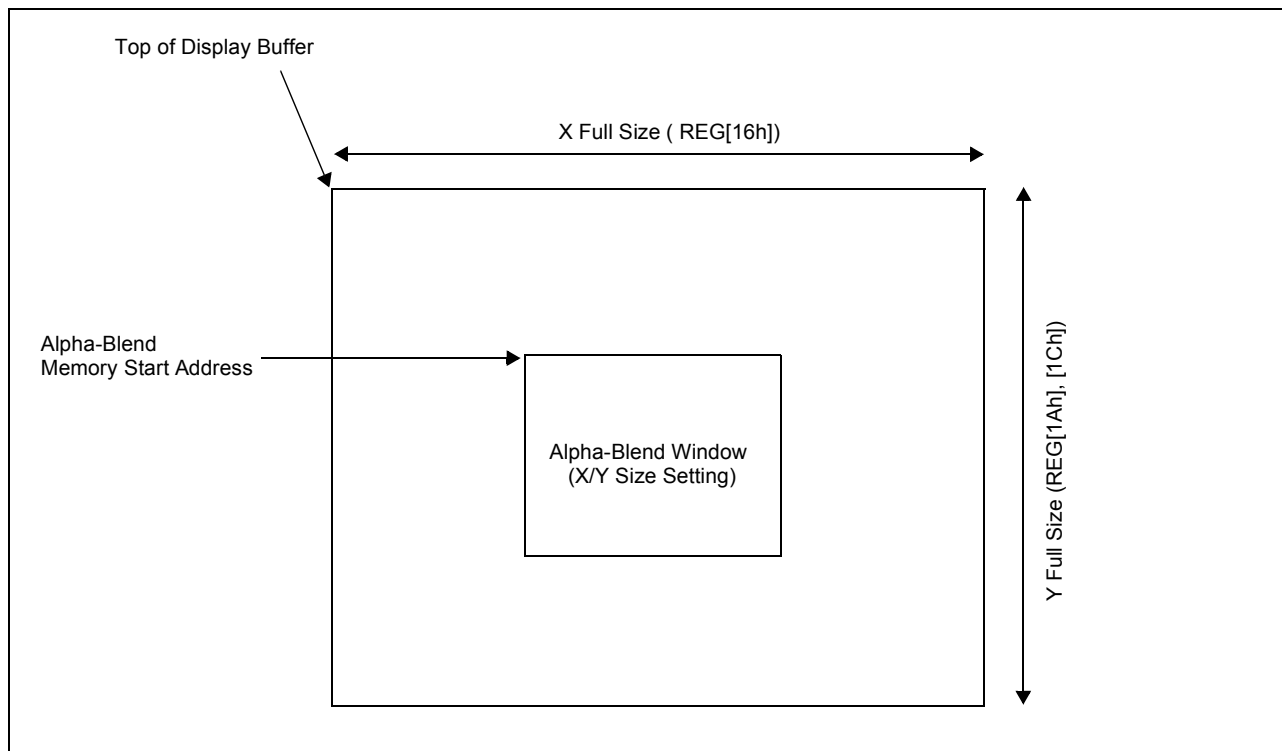 Top of Display Buffer
X Full Size ( REG[16h])
Alpha-Blend
Memory Start Address
Alpha-Blend Window
(X/Y Size Setting)
Y Full Size (REG[1Ah], [1Ch])